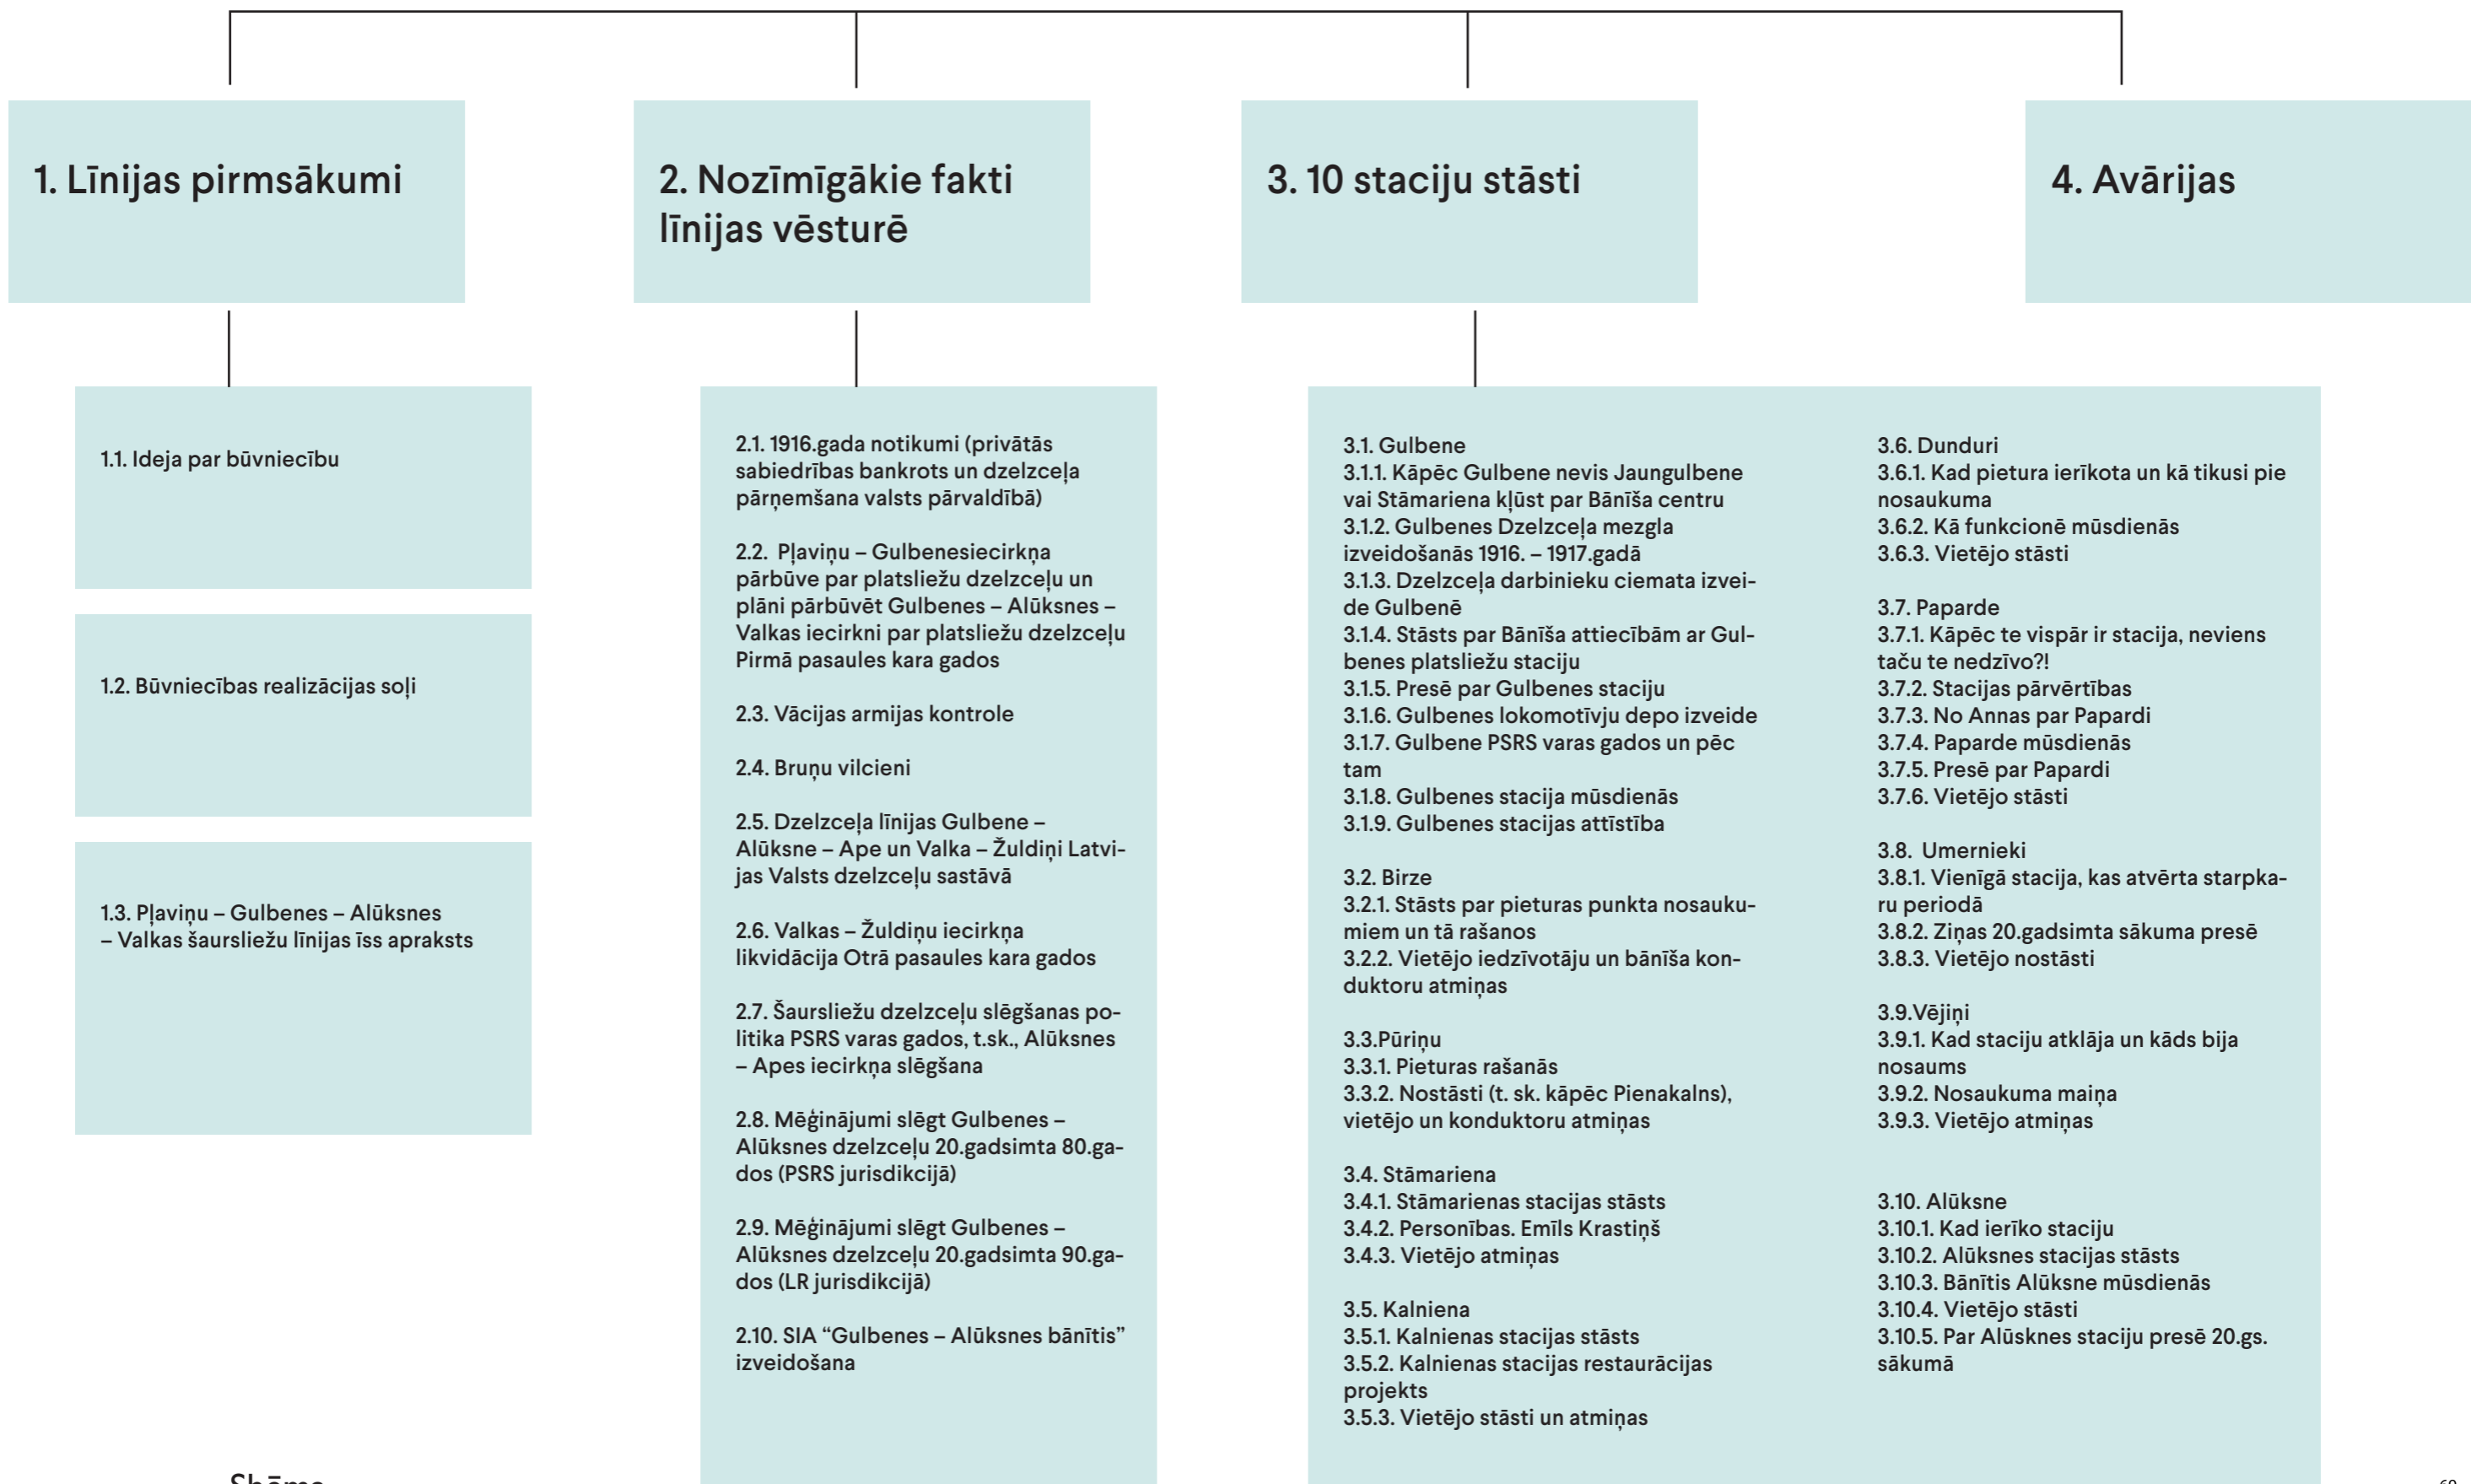 1. Līnijas pirmsākumi
2. Nozīmīgākie fakti
līnijas vēsturē
3. 10 staciju stāsti
4. Avārijas
1.1. Ideja par būvniecību
1.2. Būvniecības realizācijas soļi
1.3. Pļaviņu – Gulbenes – Alūksnes
– Valkas šaursliežu līnijas īss apraksts
2.1. 1916.gada notikumi (privātās
sabiedrības bankrots un dzelzceļa
pārņemšana valsts pārvaldībā)
2.2.  Pļaviņu – Gulbenesiecirkņa
pārbūve par platsliežu dzelzceļu un
plāni pārbūvēt Gulbenes – Alūksnes –
Valkas iecirkni par platsliežu dzelzceļu
Pirmā pasaules kara gados
2.3. Vācijas armijas kontrole
2.4. Bruņu vilcieni
2.5. Dzelzceļa līnijas Gulbene –
Alūksne – Ape un Valka – Žuldiņi Latvi-
jas Valsts dzelzceļu sastāvā
2.6. Valkas – Žuldiņu iecirkņa
likvidācija Otrā pasaules kara gados
2.7. Šaursliežu dzelzceļu slēgšanas po-
litika PSRS varas gados, t.sk., Alūksnes
– Apes iecirkņa slēgšana
2.8. Mēģinājumi slēgt Gulbenes –
Alūksnes dzelzceļu 20.gadsimta 80.ga-
dos (PSRS jurisdikcijā)
2.9. Mēģinājumi slēgt Gulbenes –
Alūksnes dzelzceļu 20.gadsimta 90.ga-
dos (LR jurisdikcijā)
2.10. SIA “Gulbenes – Alūksnes bānītis”
izveidošana
3.1. Gulbene
3.1.1. Kāpēc Gulbene nevis Jaungulbene
vai Stāmariena kļūst par Bānīša centru
3.1.2. Gulbenes Dzelzceļa mezgla
izveidošanās 1916. – 1917.gadā
3.1.3. Dzelzceļa darbinieku ciemata izvei-
de Gulbenē
3.1.4. Stāsts par Bānīša attiecībām ar Gul-
benes platsliežu staciju
3.1.5. Presē par Gulbenes staciju
3.1.6. Gulbenes lokomotīvju depo izveide
3.1.7. Gulbene PSRS varas gados un pēc
tam
3.1.8. Gulbenes stacija mūsdienās
3.1.9. Gulbenes stacijas attīstība
3.2. Birze
3.2.1. Stāsts par pieturas punkta nosauku-
miem un tā rašanos
3.2.2. Vietējo iedzīvotāju un bānīša kon-
duktoru atmiņas
3.3.Pūriņu
3.3.1. Pieturas rašanās
3.3.2. Nostāsti (t. sk. kāpēc Pienakalns),
vietējo un konduktoru atmiņas
3.4. Stāmariena
3.4.1. Stāmarienas stacijas stāsts
3.4.2. Personības. Emīls Krastiņš
3.4.3. Vietējo atmiņas
3.5. Kalniena
3.5.1. Kalnienas stacijas stāsts
3.5.2. Kalnienas stacijas restaurācijas
projekts
3.5.3. Vietējo stāsti un atmiņas
3.6. Dunduri
3.6.1. Kad pietura ierīkota un kā tikusi pie
nosaukuma
3.6.2. Kā funkcionē mūsdienās
3.6.3. Vietējo stāsti
3.7. Paparde
3.7.1. Kāpēc te vispār ir stacija, neviens
taču te nedzīvo?!
3.7.2. Stacijas pārvērtības
3.7.3. No Annas par Papardi
3.7.4. Paparde mūsdienās
3.7.5. Presē par Papardi
3.7.6. Vietējo stāsti
3.8.  Umernieki
3.8.1. Vienīgā stacija, kas atvērta starpka-
ru periodā
3.8.2. Ziņas 20.gadsimta sākuma presē
3.8.3. Vietējo nostāsti
3.9.Vējiņi
3.9.1. Kad staciju atklāja un kāds bija
nosaums
3.9.2. Nosaukuma maiņa
3.9.3. Vietējo atmiņas
3.10. Alūksne
3.10.1. Kad ierīko staciju
3.10.2. Alūksnes stacijas stāsts
3.10.3. Bānītis Alūksne mūsdienās
3.10.4. Vietējo stāsti
3.10.5. Par Alūsknes staciju presē 20.gs.
sākumā